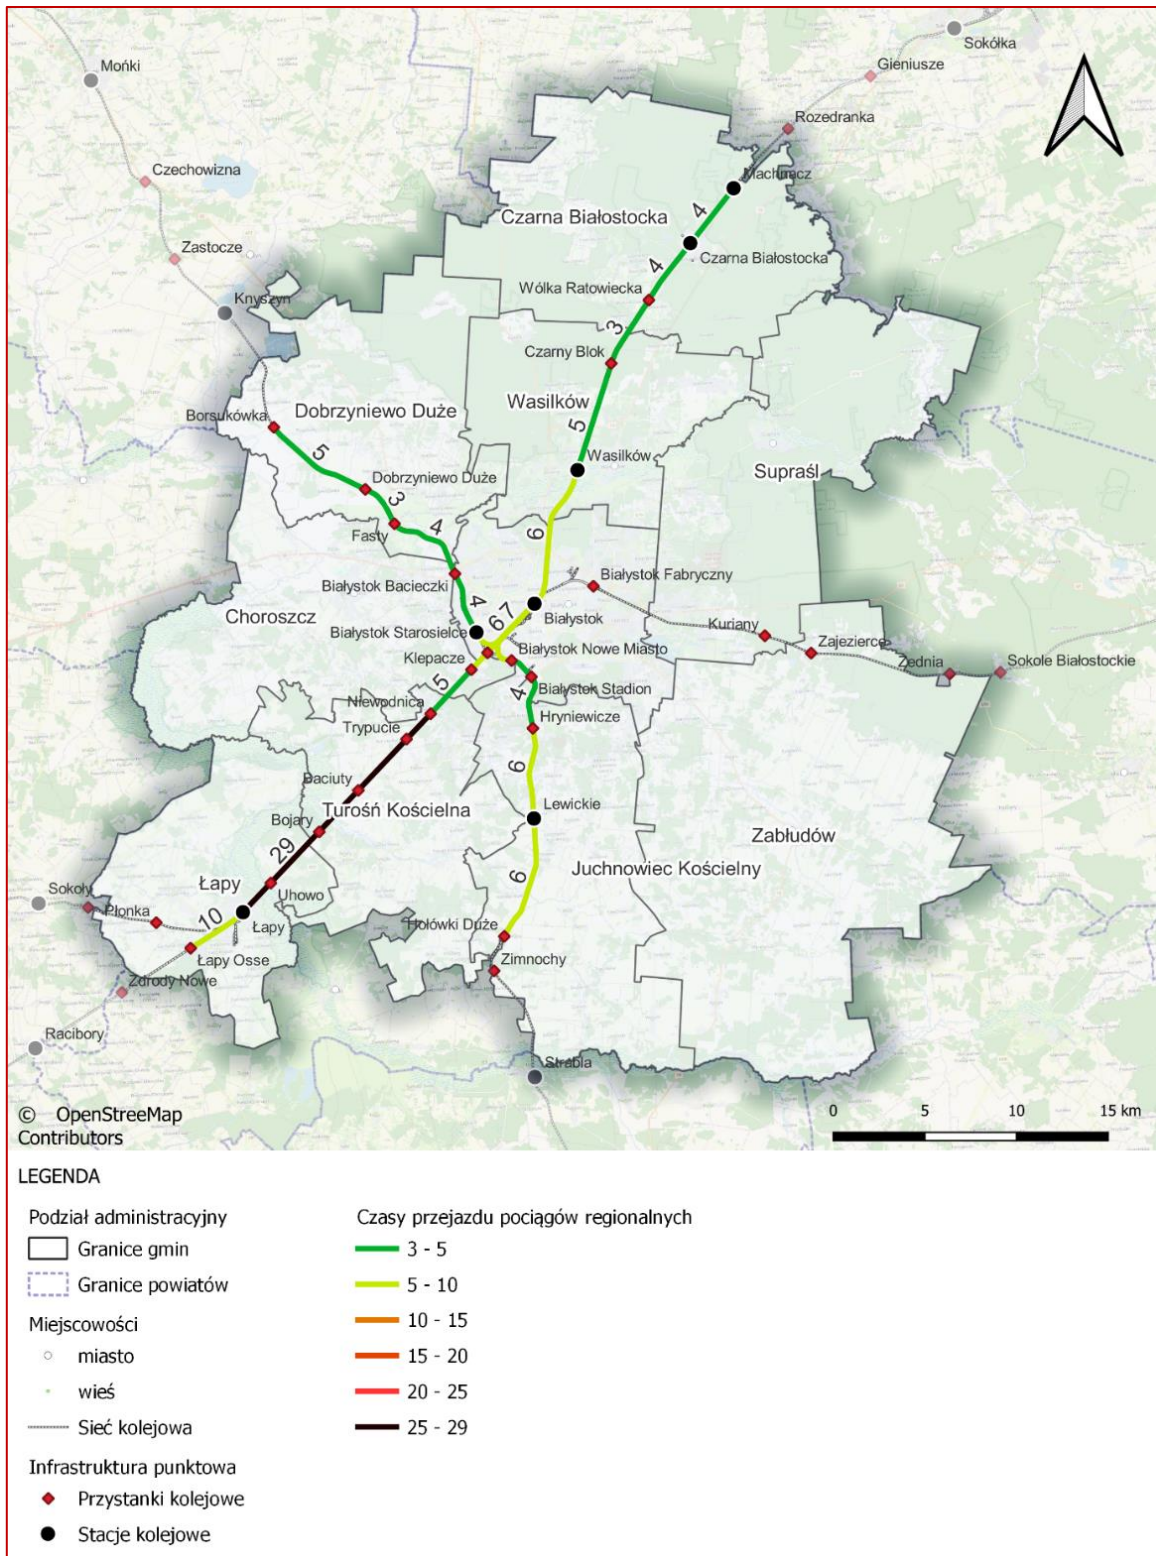 Sokółka
Mońki
Gieniusze
Rozedranka
Czechowizna
Machnacz
Czarna Białostocka
4
Zastocze
Czarna Białostocka
4
Wólka Ratowiecka
Knyszyn
3
Czarny Blok
Dobrzyniewo Duże
Wasilków
Borsukówka
5
5
Wasilków
Supraśl
Dobrzyniewo Duże
3
4
Fasty
6
Białystok Bacieczki
Białystok Fabryczny
Choroszcz
4
67
Białystok
Kuriany
Białystok Starosielce
Zajezierce
Klepacze
Białystok Nowe Miasto
Żednia
Sokole Białostockie
5
Białystok Stadion
4
Niewodnica
Hryniewicze
Trypucie
6
Baciuty
Turośń Kościelna
Lewickie
Bojary
Zabłudów
29
Juchnowiec Kościelny
6
Łapy
Uhowo
Sokoły
Płonka
10
Łapy
Hołówki Duże
Łapy Osse
Zimnochy
Zdrody Nowe
Racibory
Strabla
© OpenStreetMap
Contributors
0 5 10 15 km
LEGENDA
Podział administracyjny
Granice gmin
Granice powiatów
Miejscowości
miasto
wieś
Sieć kolejowa
Infrastruktura punktowa
Przystanki kolejowe
Stacje kolejowe
Czasy przejazdu pociągów regionalnych
3 - 5
5 - 10
10 - 15
15 - 20
20 - 25
25 - 29